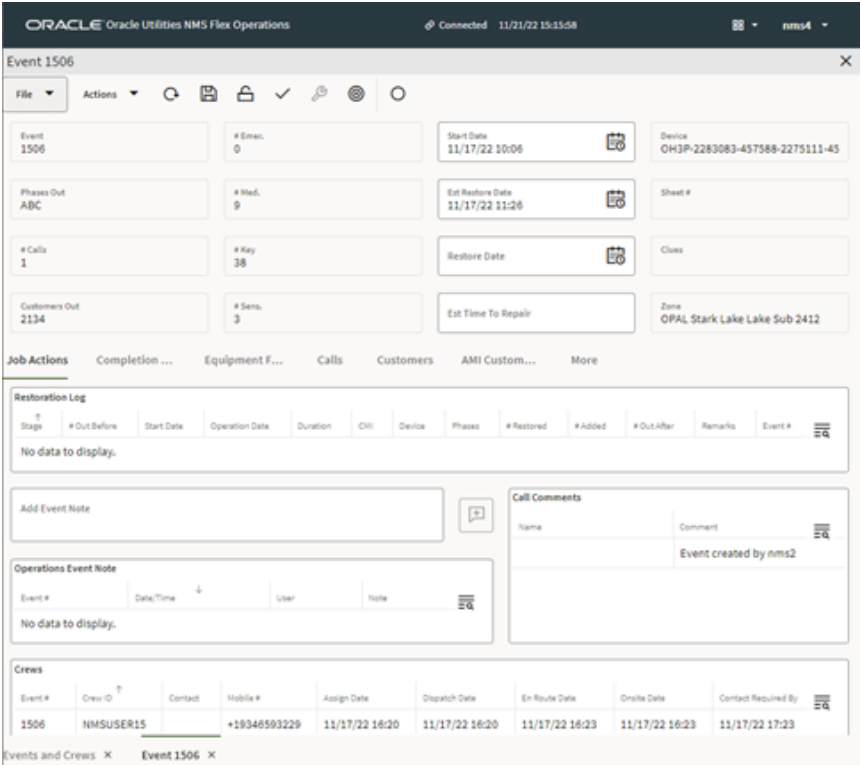 ORACLE Oracle Utilities NMS Flex Operations Connected 11/21/22 15:15:58 nms4
Event 1506
File Actions
Event # Emer. Start Date Device
1506 0 11/17/22 10:06 OH3P-2283083-457588-2275111-45
Phases Out # Med. Est Restore Date Sheet #
ABC 9 11/17/22 11:26
# Calls # Key Restore Date Clues
1 38
Customers Out # Sens. Est Time To Repair Zone
2134 3 OPAL Stark Lake Lake Sub 2412
Job Actions Completion ... Equipment F... Calls Customers AMI Custom... More
Restoration Log
Stage # Out Before Start Date Operation Date Duration CMI Device Phases # Restored # Added # Out After Remarks Event #
No data to display.
Add Event Note
Call Comments
Name Comment
Event created by nms2
Operations Event Note
Event # Date/Time User Note
No data to display.
Crews
Event # Crew ID Contact Mobile # Assign Date Dispatch Date En Route Date Onsite Date Contact Required By
1506 NMSUSER15 +19346593229 11/17/22 16:20 11/17/22 16:20 11/17/22 16:23 11/17/22 16:23 11/17/22 17:23
Events and Crews × Event 1506 ×